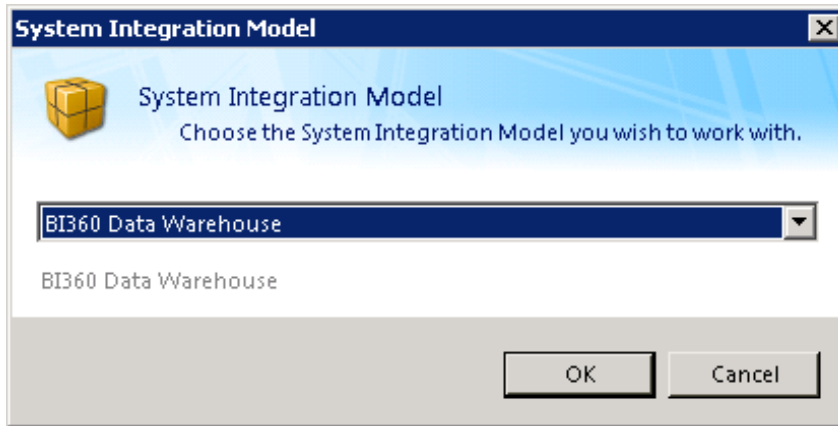 System Integration Model
System Integration Model
Choose the System Integration Model you wish to work with.
BI360 Data Warehouse
BI360 Data Warehouse
OK
Cancel